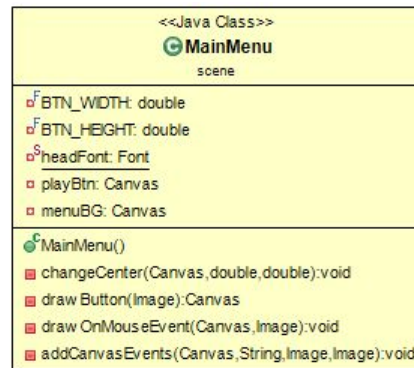 <<Java Class>>
C MainMenu
scene
F BTN_WIDTH: double
F BTN_HEIGHT: double
S headFont: Font
playBtn: Canvas
menuBG: Canvas
C MainMenu()
changeCenter(Canvas,double,double):void
draw Button(Image):Canvas
draw OnMouseEvent(Canvas,Image):void
addCanvasEvents(Canvas,String,Image,Image):void